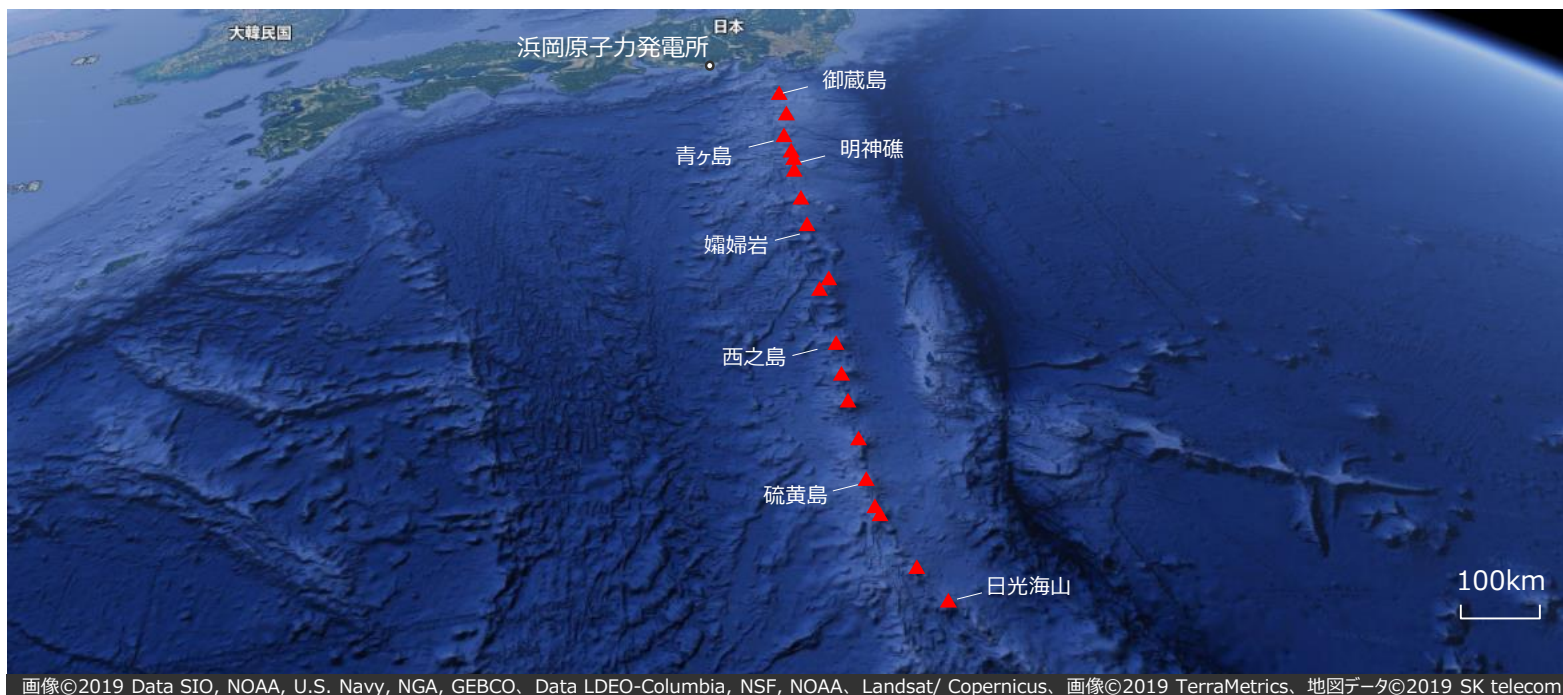 日本
大韓民国
浜岡原子力発電所
御蔵島
青ヶ島
明神礁
孀婦岩
西之島
硫黄島
日光海山
100km
画像©2019 Data SIO, NOAA, U.S. Navy, NGA, GEBCO、Data LDEO-Columbia, NSF, NOAA、Landsat/ Copernicus、画像©2019 TerraMetrics、地図データ©2019 SK telecom